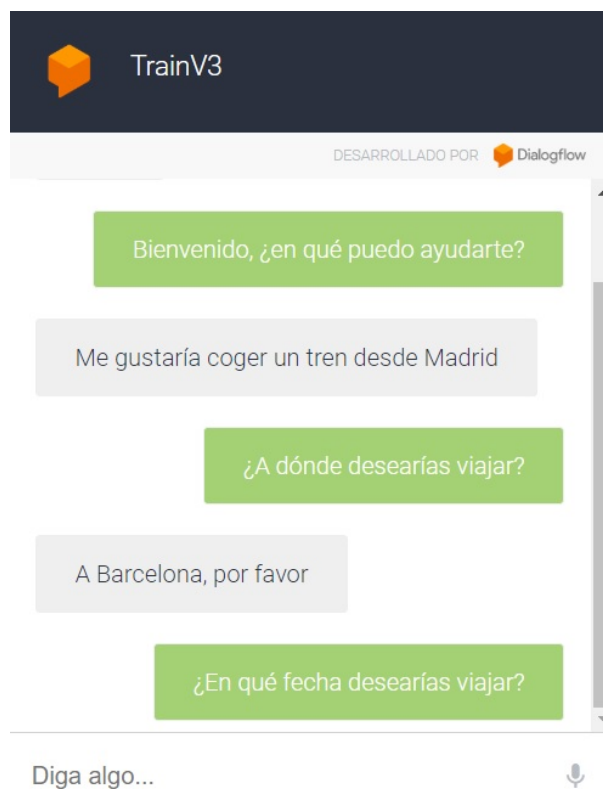 TrainV3
DESARROLLADO POR Dialogflow
Bienvenido, ¿en qué puedo ayudarte?
Me gustaría coger un tren desde Madrid
¿A dónde desearías viajar?
A Barcelona, por favor
¿En qué fecha desearías viajar?
Diga algo...